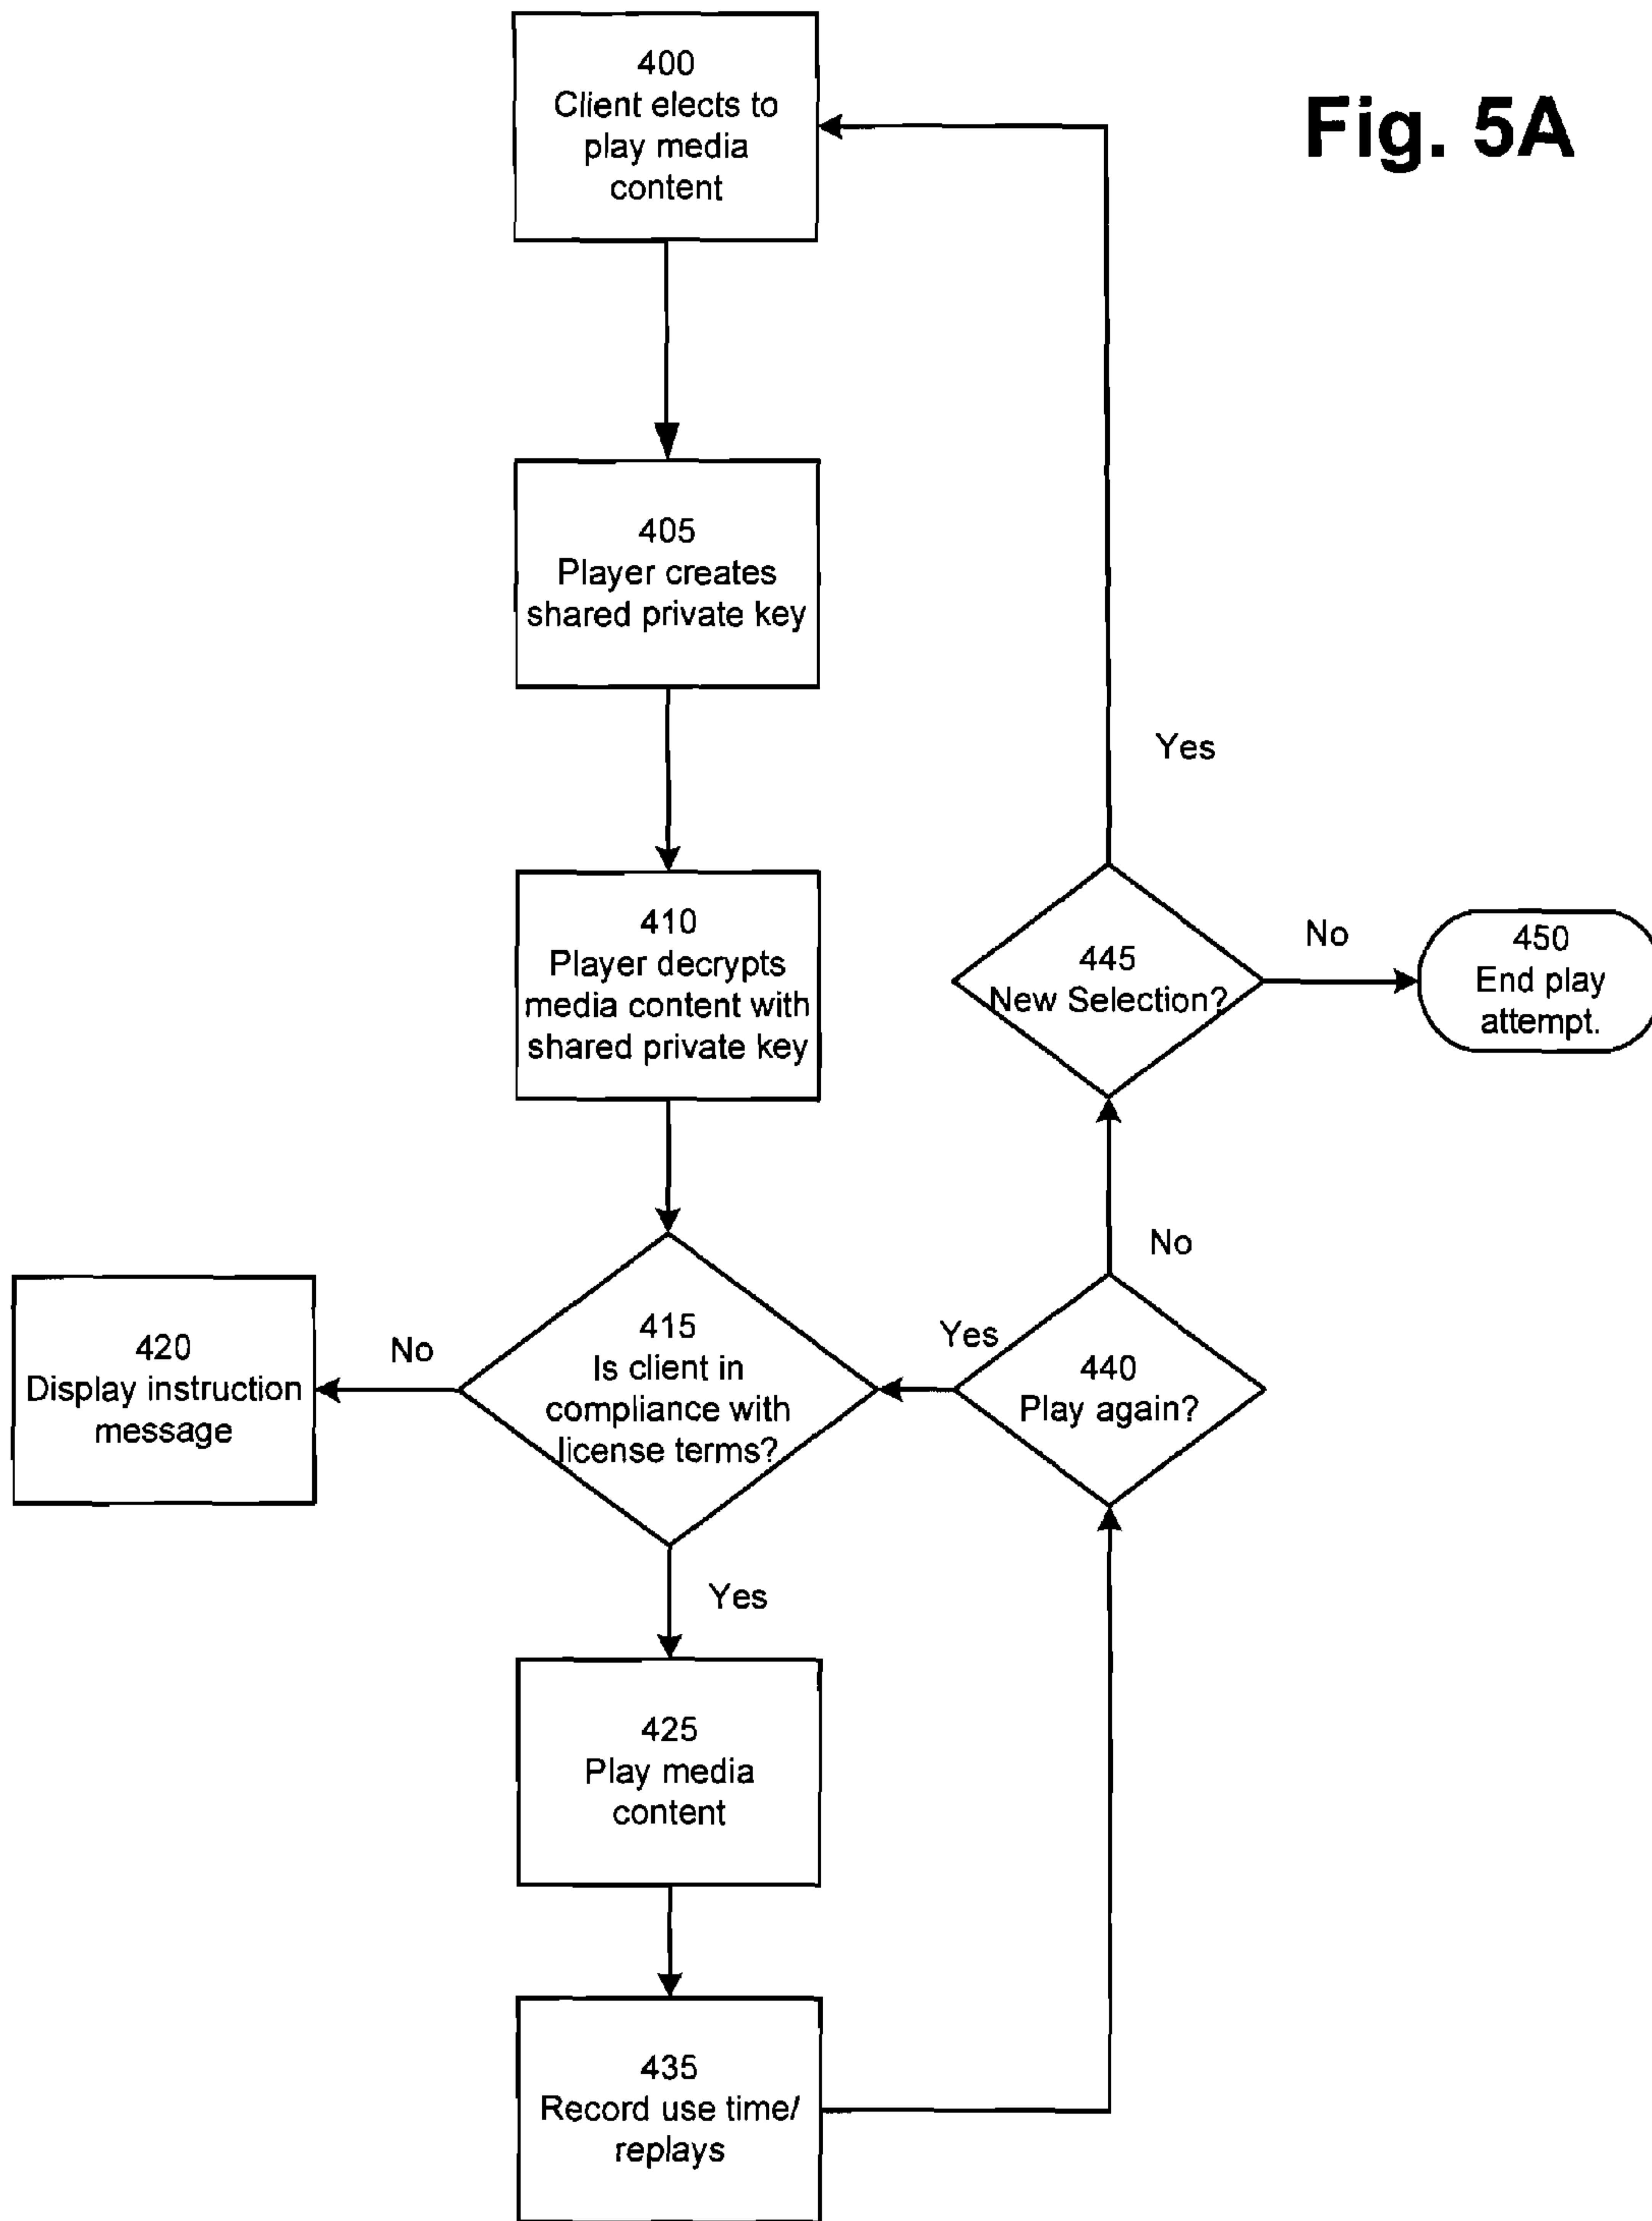 Fig. 5A
400
Client elects to
play media
content
405
Player creates
shared private key
410
Player decrypts
media content with
shared private key
415
Is client in
compliance with
license terms?
No
420
Display instruction
message
Yes
425
Play media
content
435
Record use time/
replays
440
Play again?
Yes
No
445
New Selection?
Yes
No
450
End play
attempt.